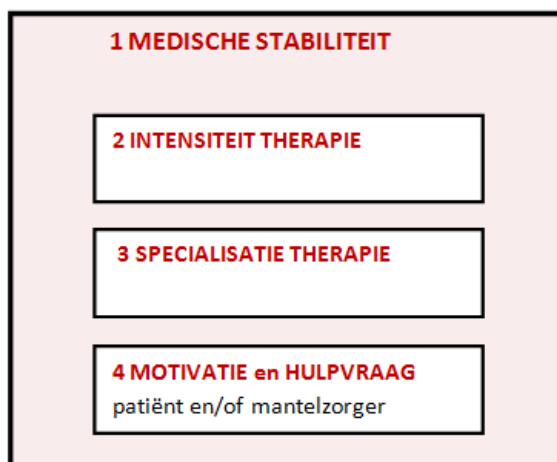 1 MEDISCHE STABILITEIT
2 INTENSITEIT THERAPIE
3 SPECIALISATIE THERAPIE
4 MOTIVATIE en HULPVRAAG
patiënt en/of mantelzorger